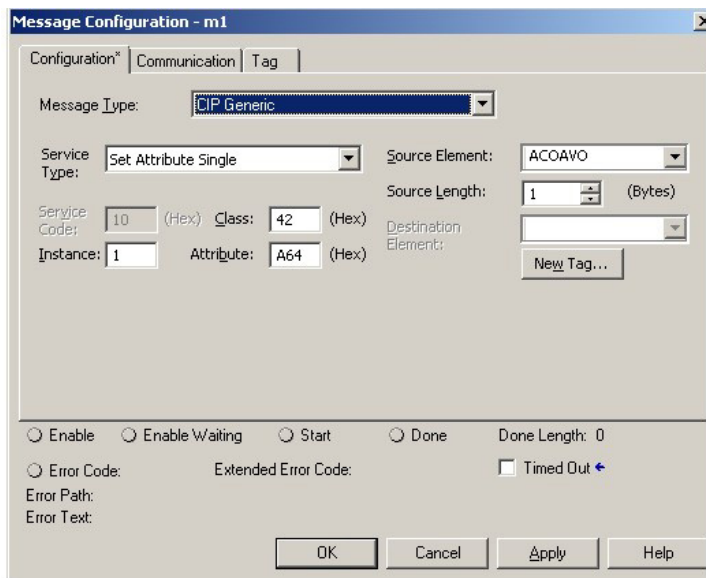 Message Configuration - m1
Configuration* Communication Tag
Message Type: CIP Generic
Service Type: Set Attribute Single
Source Element: ACOAVO
Source Length: 1 (Bytes)
Service Code: 10 (Hex) Class: 42 (Hex)
Destination Element:
Instance: 1 Attribute: A64 (Hex)
New Tag...
Enable Enable Waiting Start Done Done Length: 0
Error Code: Extended Error Code: Timed Out
Error Path:
Error Text:
OK Cancel Apply Help